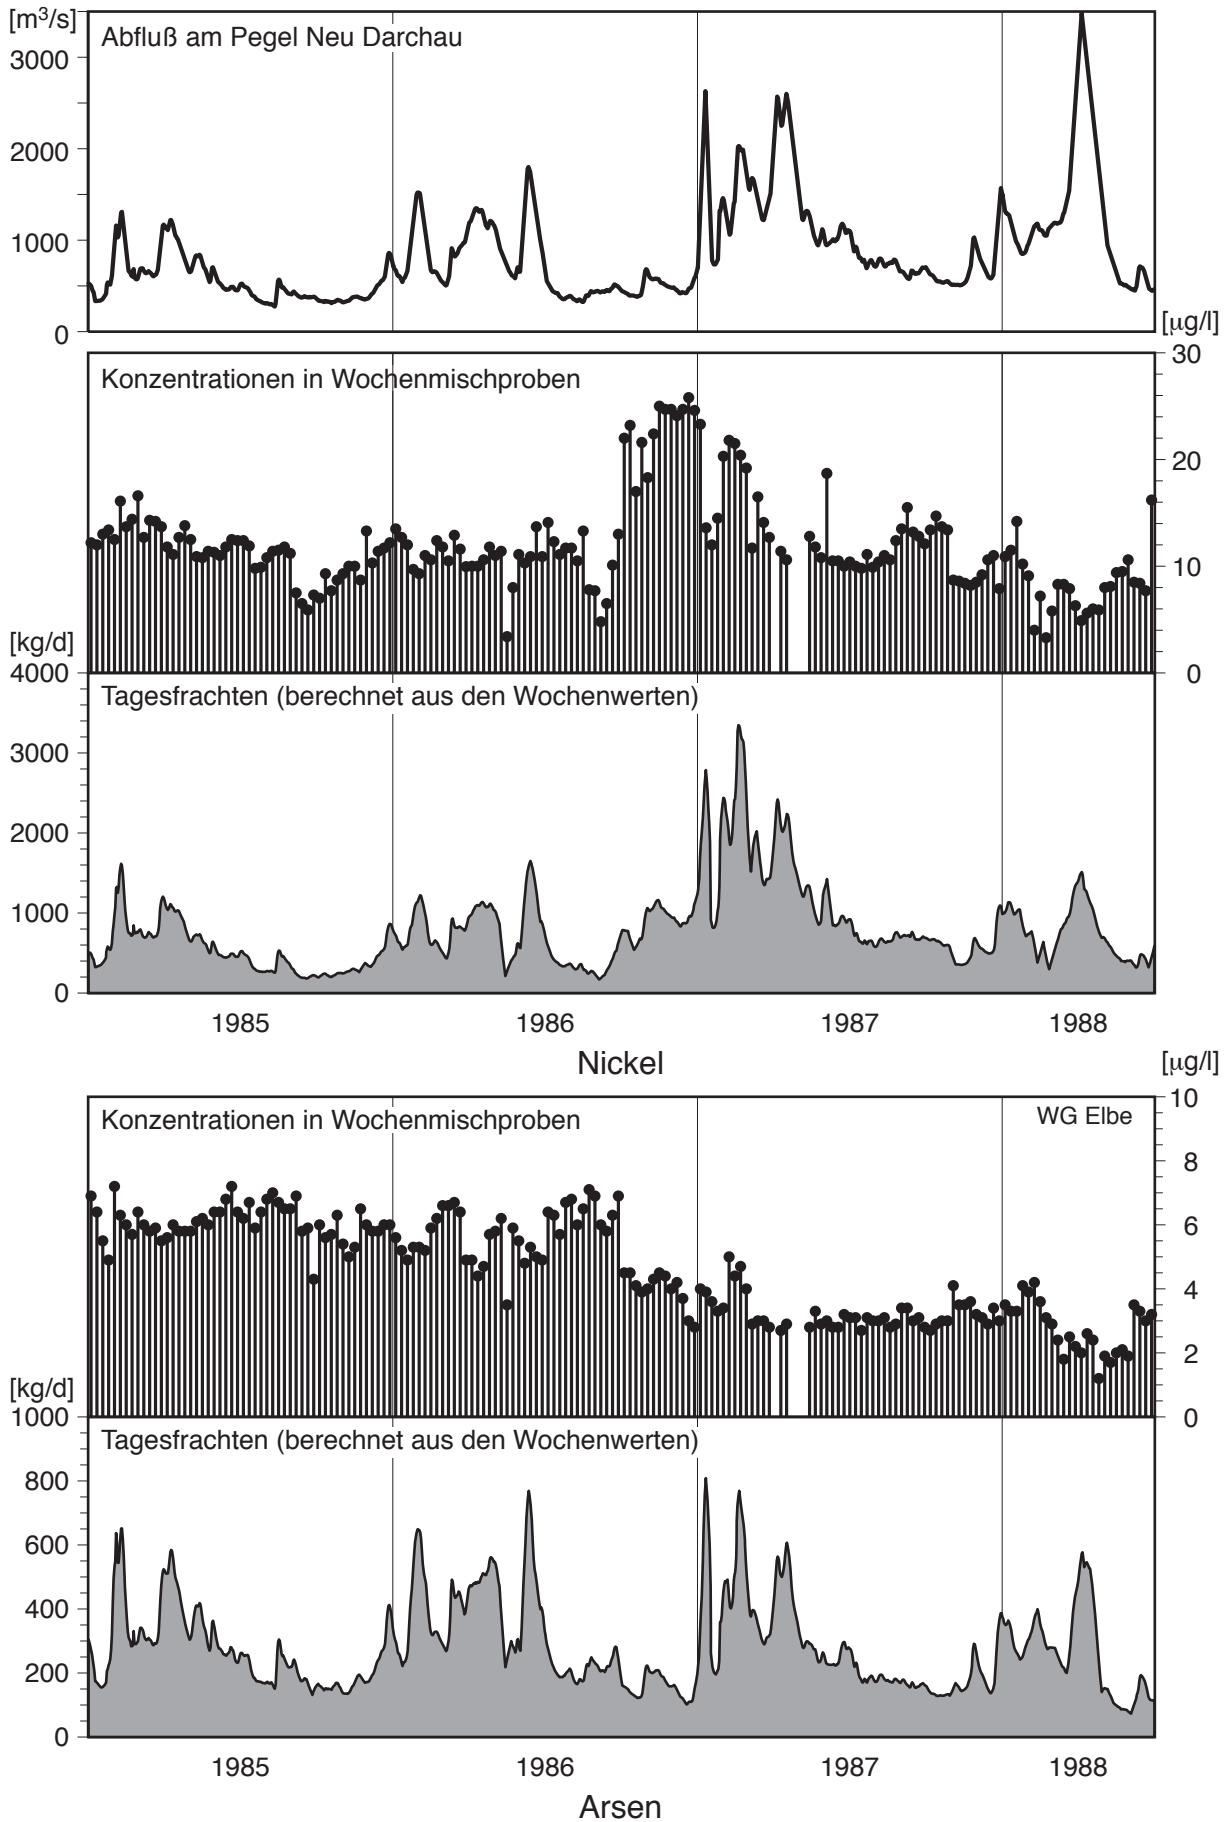 [m³/s]
Abfluß am Pegel Neu Darchau
3000
2000
1000
0
[µg/l]
30
Konzentrationen in Wochenmischproben
20
10
[kg/d]
4000
0
Tagesfrachten (berechnet aus den Wochenwerten)
3000
2000
1000
0
1985 1986 1987 1988
Nickel
[µg/l]
10
Konzentrationen in Wochenmischproben
WG Elbe
8
6
4
2
[kg/d]
1000
0
Tagesfrachten (berechnet aus den Wochenwerten)
800
600
400
200
0
1985 1986 1987 1988
Arsen